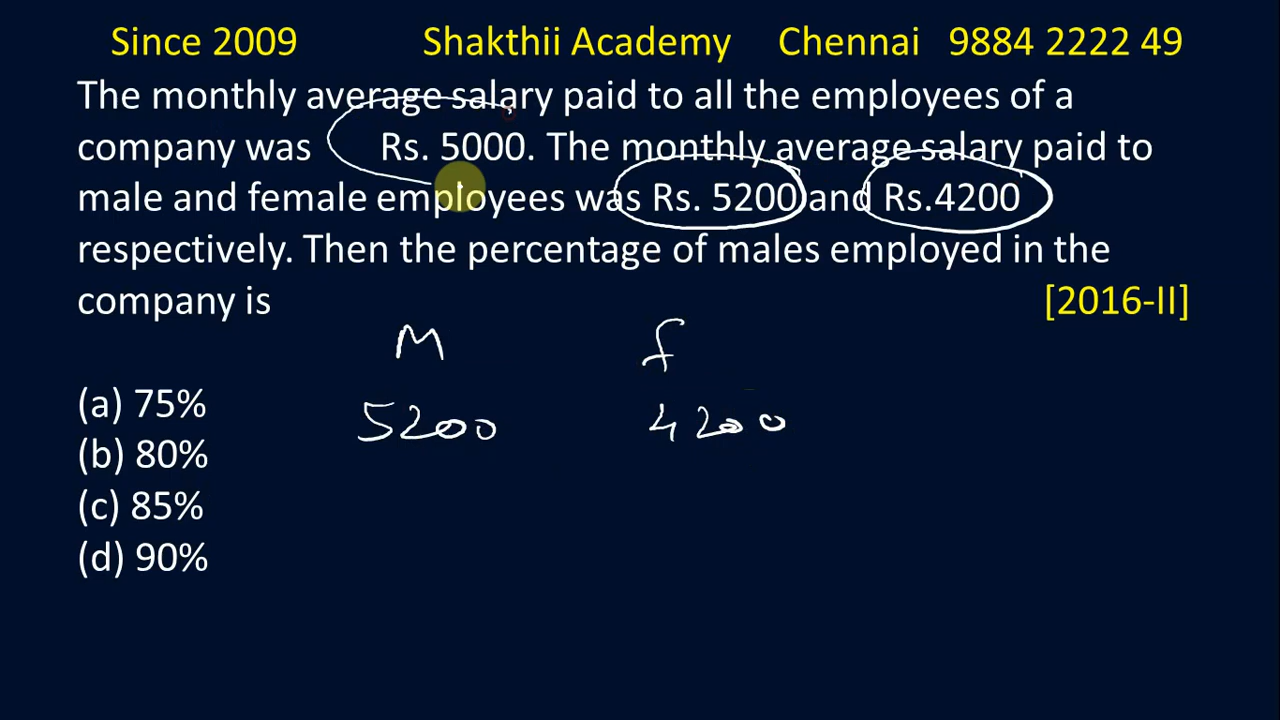 Since 2009 Shakthii Academy Chennai 9884 2222 49
The monthly average salary paid to all the employees of a
company was Rs. 5000. The monthly average salary paid to
male and female employees was Rs. 5200 and Rs.4200
respectively. Then the percentage of males employed in the
company is [2016-II]
M f
(a) 75%
5200 4200
(b) 80%
(c) 85%
(d) 90%